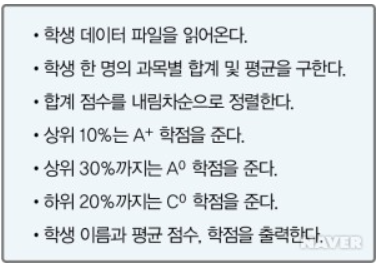 • 학생 데이터 파일을 읽어온다.
• 학생 한 명의 과목별 합계 및 평균을 구한다.
• 합계 점수를 내림차순으로 정렬한다.
• 상위 10%는 A⁺ 학점을 준다.
• 상위 30%까지는 A⁰ 학점을 준다.
• 하위 20%까지는 C⁰ 학점을 준다.
• 학생 이름과 평균 점수, 학점을 출력한다.
NAVER